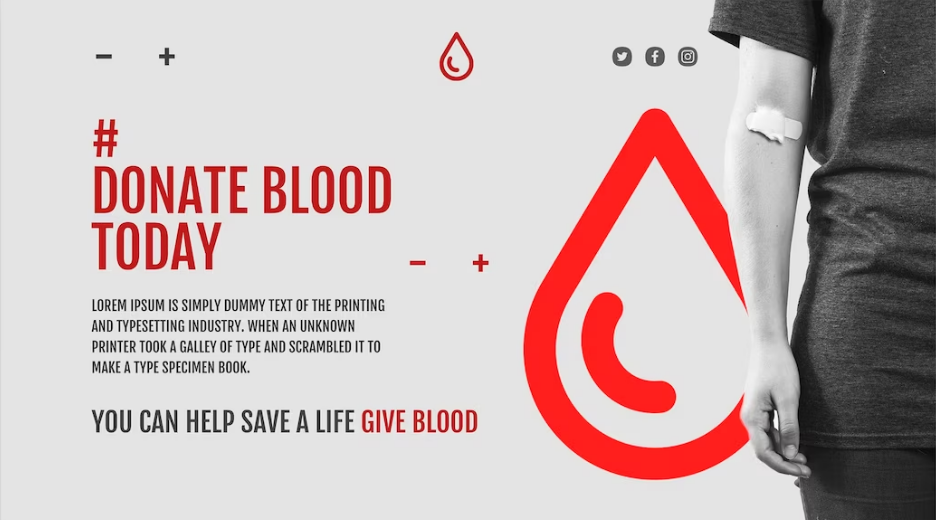 − +
#
DONATE BLOOD
TODAY
− +
LOREM IPSUM IS SIMPLY DUMMY TEXT OF THE PRINTING
AND TYPESETTING INDUSTRY. WHEN AN UNKNOWN
PRINTER TOOK A GALLEY OF TYPE AND SCRAMBLED IT TO
MAKE A TYPE SPECIMEN BOOK.
YOU CAN HELP SAVE A LIFE GIVE BLOOD